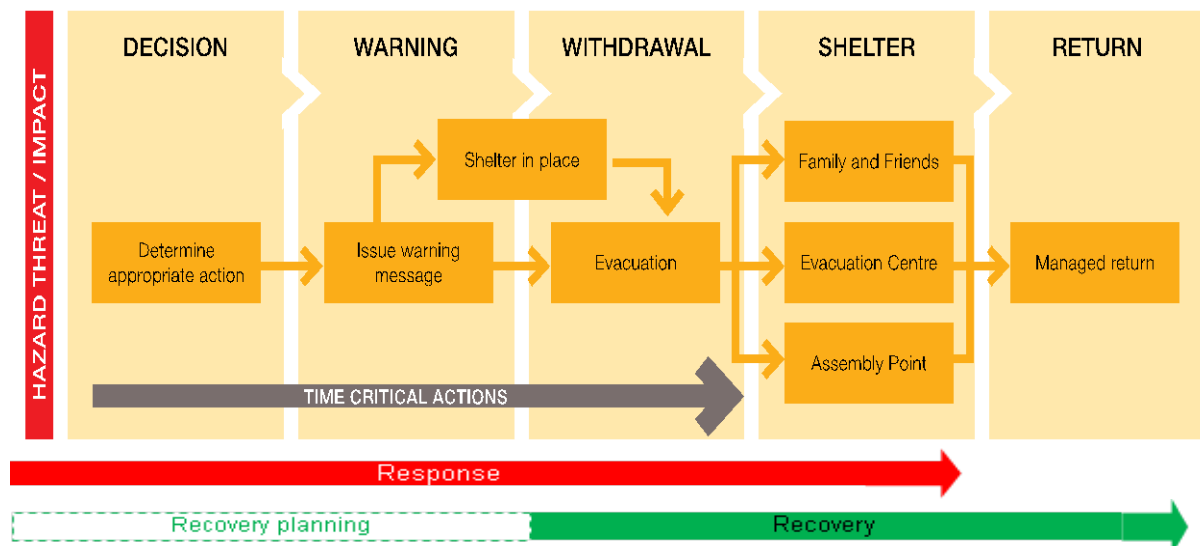 HAZARD THREAT / IMPACT
DECISION
WARNING
WITHDRAWAL
SHELTER
RETURN
Shelter in place
Family and Friends
Determine
appropriate action
Issue warning
message
Evacuation
Evacuation Centre
Managed return
Assembly Point
TIME CRITICAL ACTIONS
Response
Recovery planning
Recovery